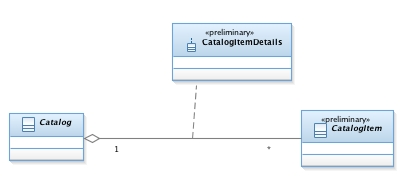 «preliminary»
CatalogItemDetails
Catalog
«preliminary»
CatalogItem
1
*